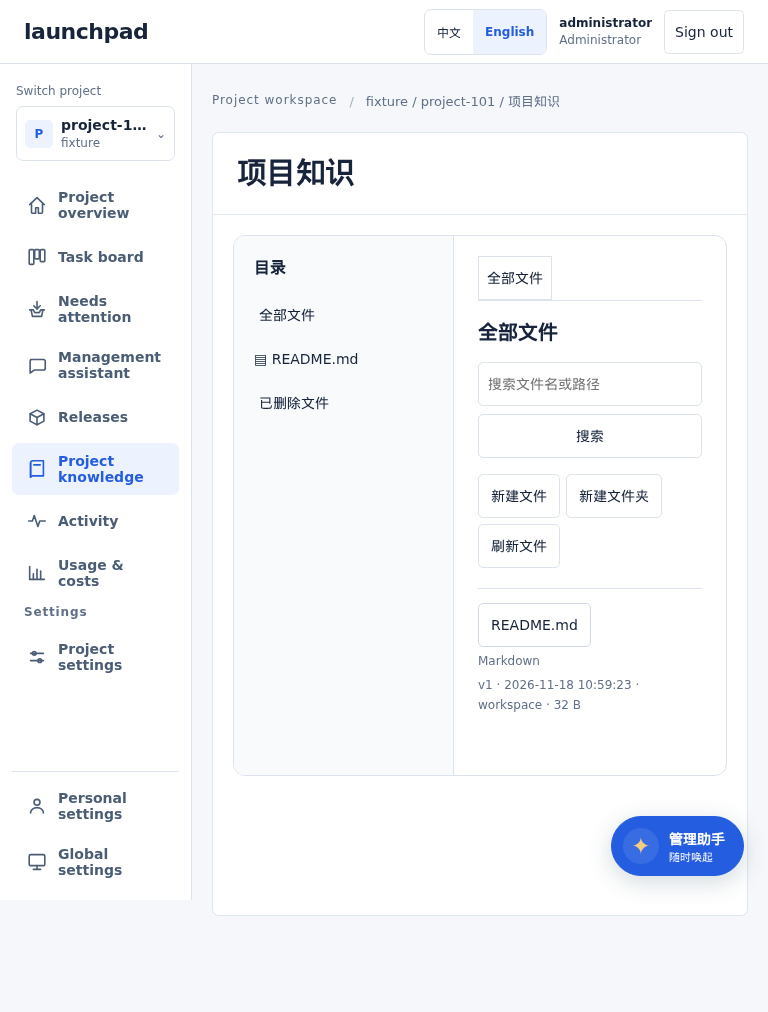 launchpad
中文
English
administrator
Administrator
Sign out
Switch project
P
project-1…
fixture
Project overview
Task board
Needs attention
Management assistant
Releases
Project knowledge
Activity
Usage & costs
Settings
Project settings
Personal settings
Global settings
Project workspace / fixture / project-101 / 项目知识
项目知识
目录
全部文件
README.md
已删除文件
全部文件
全部文件
搜索文件名或路径
搜索
新建文件
新建文件夹
刷新文件
README.md
Markdown
v1 · 2026-11-18 10:59:23 ·
workspace · 32 B
管理助手
随时唤起